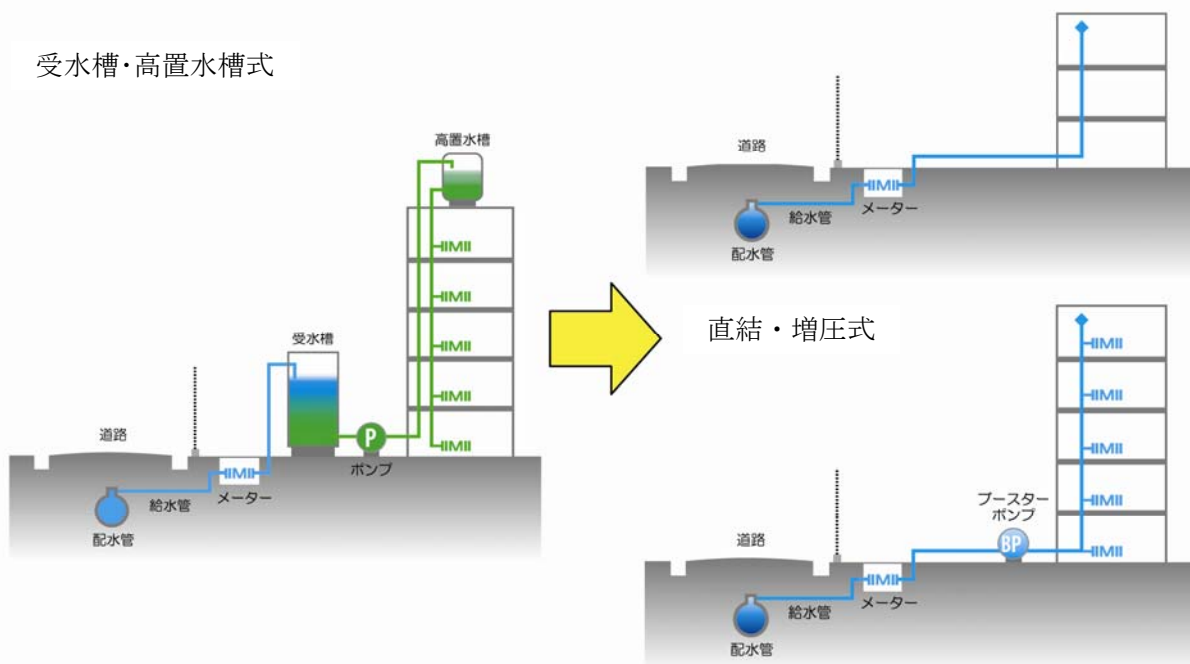 受水槽・高置水槽式
高置水槽
M
M
M
M
M
受水槽
P
ポンプ
道路
M
メーター
給水管
配水管
道路
M
メーター
給水管
配水管
直結・増圧式
M
M
M
M
M
ブースター
ポンプ
BP
道路
M
メーター
給水管
配水管